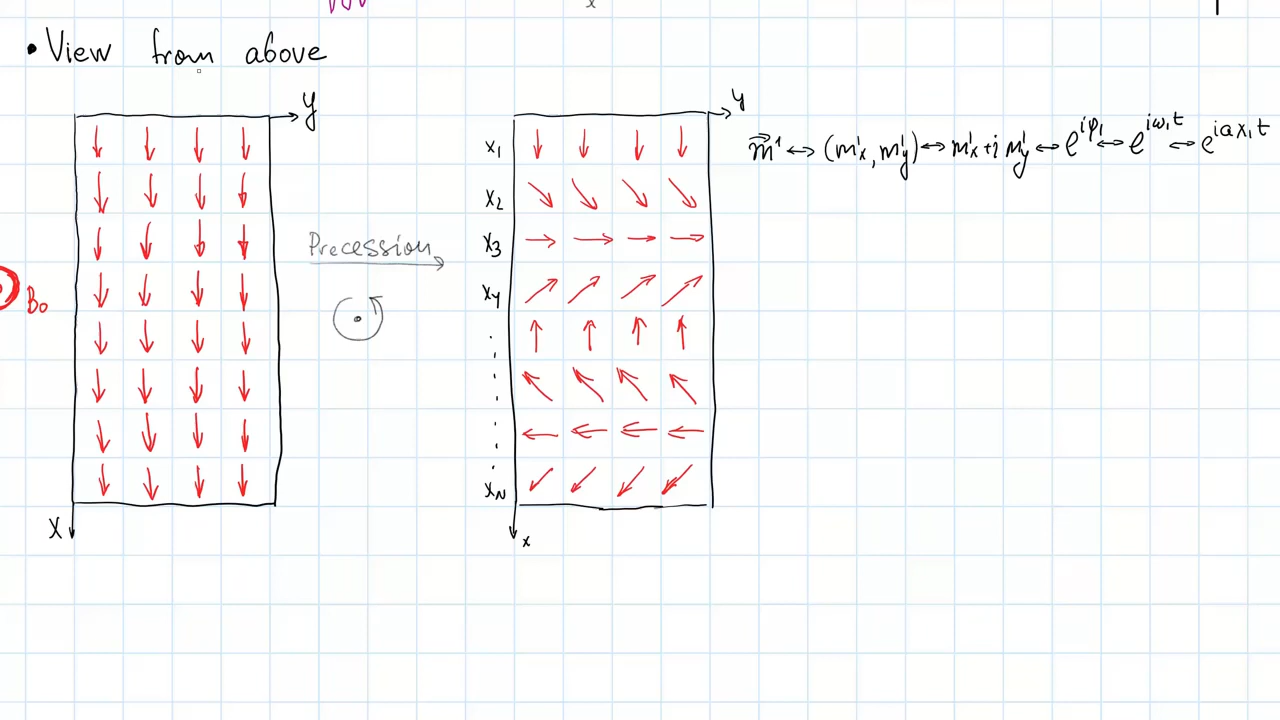 • View from above
y
y
x₁
m⃗¹ ↔ (m¹ₓ, m¹ᵧ) ↔ m¹ₓ + i m¹ᵧ ↔ e^{iφ₁} ↔ e^{iω₁t} ↔ e^{iax₁t}
x₂
Precession
x₃
B₀
x₄
x_N
x
x